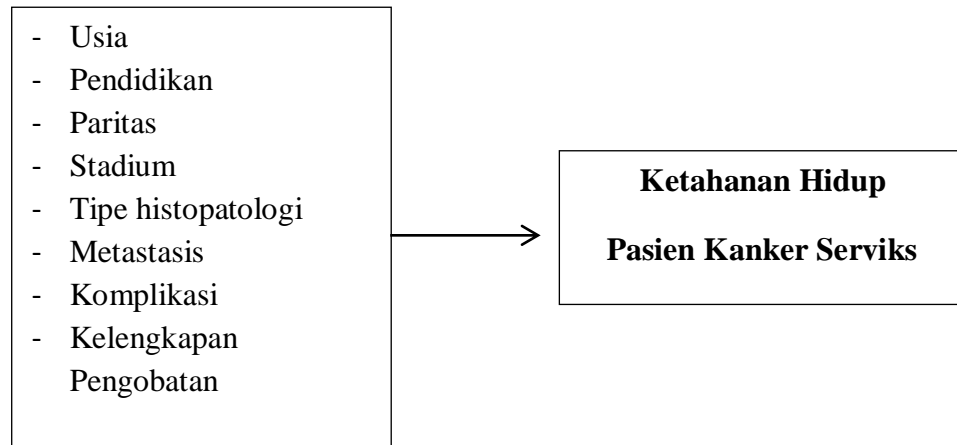 - Usia
- Pendidikan
- Paritas
- Stadium
- Tipe histopatologi
- Metastasis
- Komplikasi
- Kelengkapan
Pengobatan
Ketahanan Hidup
Pasien Kanker Serviks